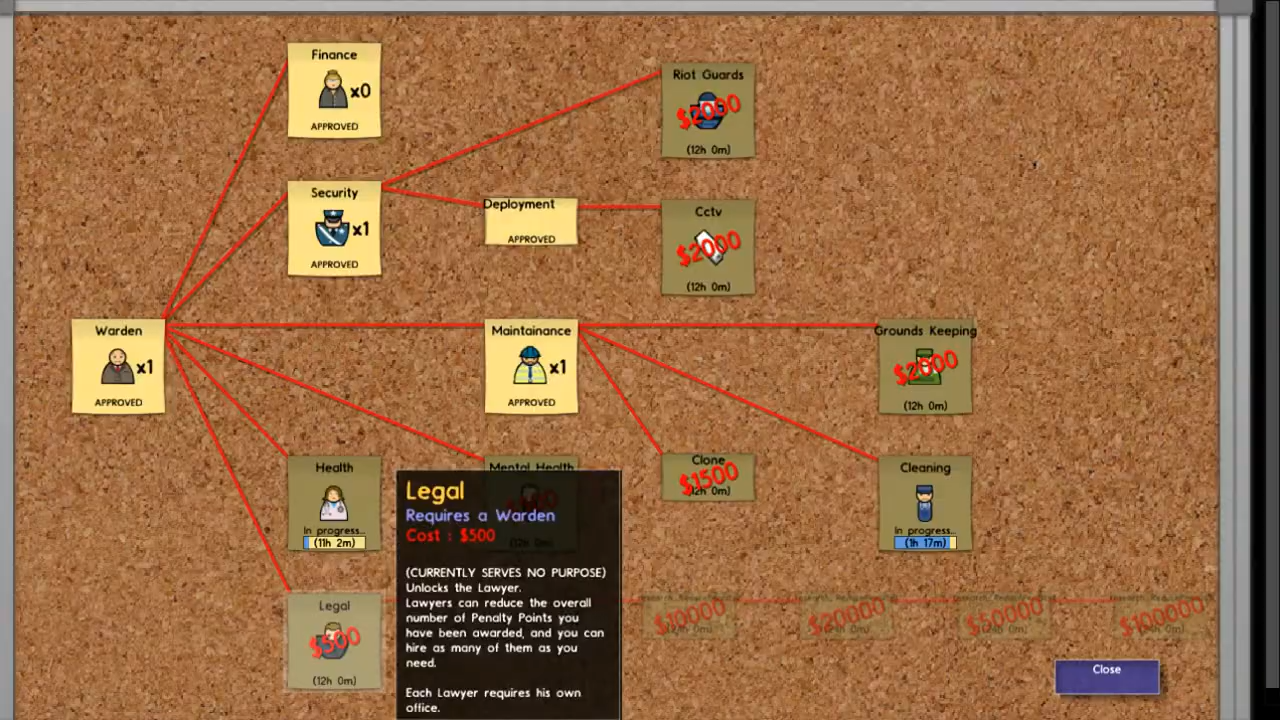 Finance
x0
APPROVED
Riot Guards
$2000
(12h 0m)
Security
x1
APPROVED
Deployment
APPROVED
Cctv
$2000
(12h 0m)
Warden
x1
APPROVED
Maintainance
x1
APPROVED
Grounds Keeping
$2000
(12h 0m)
Health
In progress..
(11h 2m)
Mental Health
Clone
$1500
(12h 0m)
Cleaning
In progress..
(1h 17m)
Legal
$500
(12h 0m)
Legal
Requires a Warden
Cost : $500
(CURRENTLY SERVES NO PURPOSE)
Unlocks the Lawyer.
Lawyers can reduce the overall
number of Penalty Points you
have been awarded, and you can
hire as many of them as you
need.
Each Lawyer requires his own
office.
$10000
$20000
$50000
$100000
Close